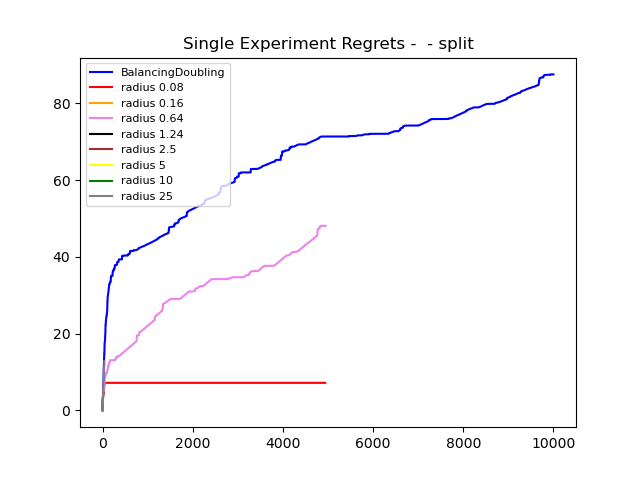 Single Experiment Regrets -  - split
BalancingDoubling
radius 0.08
radius 0.16
radius 0.64
radius 1.24
radius 2.5
radius 5
radius 10
radius 25
80
60
40
20
0
0 2000 4000 6000 8000 10000